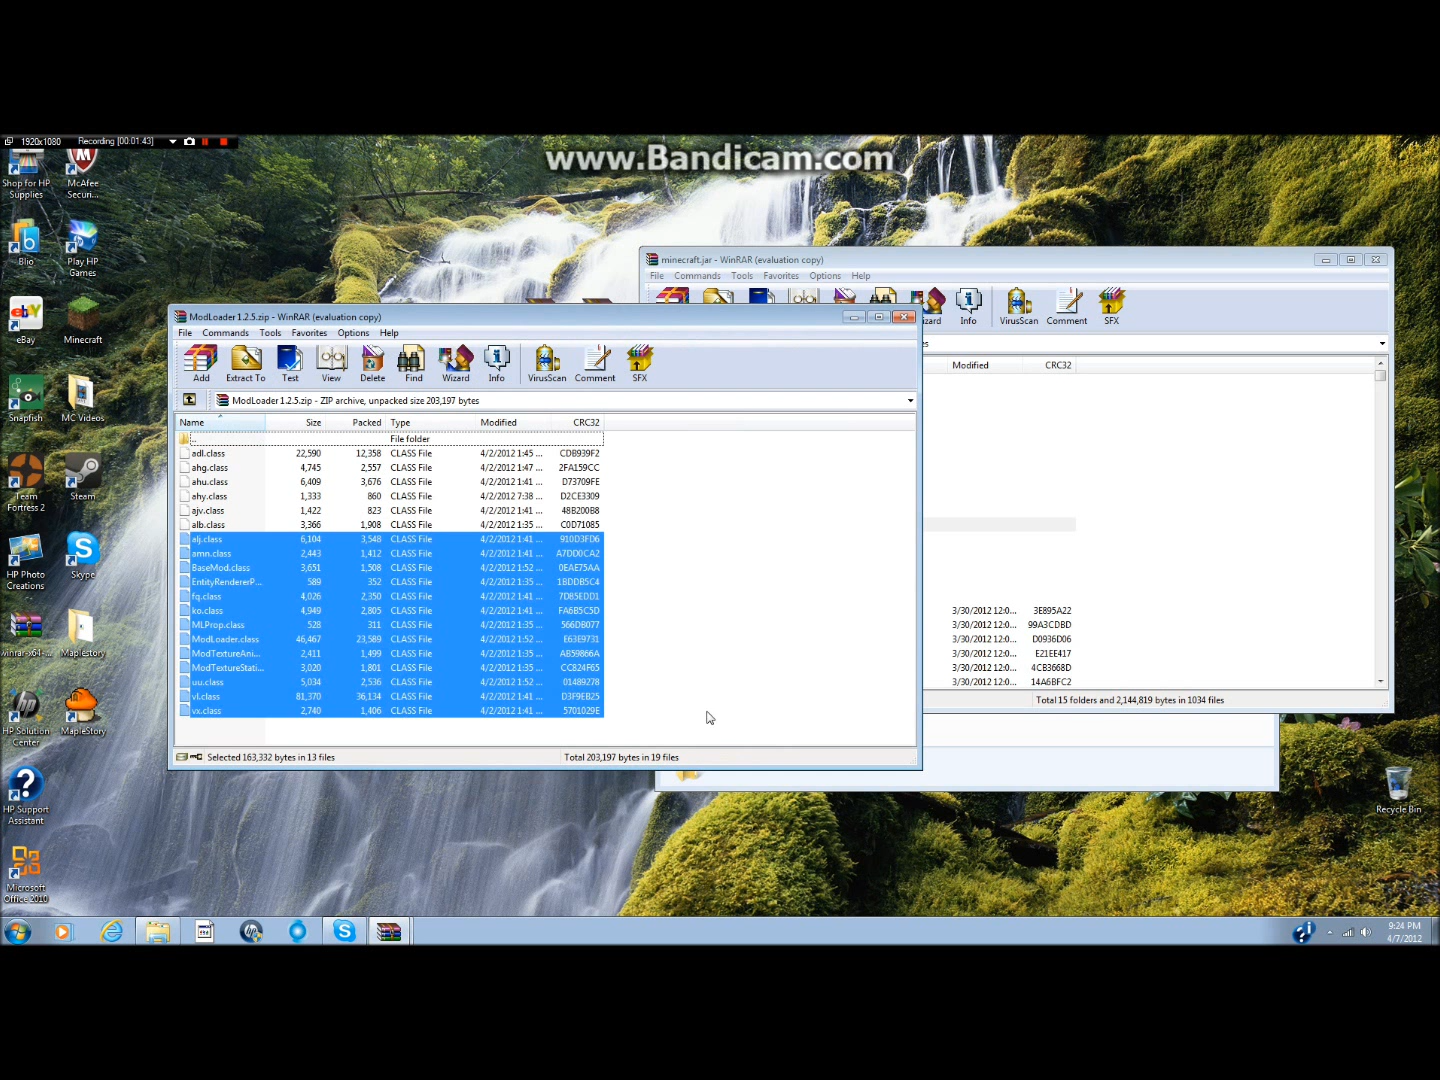 1920x1080 Recording [00:01:43]
www.Bandicam.com
Shop for HP Supplies
McAfee Securi...
Blio
Play HP Games
eBay
Minecraft
Snapfish
MC Videos
Team Fortress 2
Steam
HP Photo Creations
Skype
winrar-x64-...
Maplestory
HP Solution Center
MapleStory
HP Support Assistant
Microsoft Office 2010
Recycle Bin
minecraft.jar - WinRAR (evaluation copy)
File Commands Tools Favorites Options Help
Info VirusScan Comment SFX
Modified CRC32
3/30/2012 12:0... 3E895A22
3/30/2012 12:0... 99A3CDBD
3/30/2012 12:0... D0936D06
3/30/2012 12:0... E21EE417
3/30/2012 12:0... 4CB3668D
3/30/2012 12:0... 14A6BFC2
Total 15 folders and 2,144,819 bytes in 1034 files
ModLoader 1.2.5.zip - WinRAR (evaluation copy)
File Commands Tools Favorites Options Help
Add Extract To Test View Delete Find Wizard Info VirusScan Comment SFX
ModLoader 1.2.5.zip - ZIP archive, unpacked size 203,197 bytes
Name Size Packed Type Modified CRC32
.. File folder
adl.class 22,590 12,358 CLASS File 4/2/2012 1:45 ... CDB939F2
ahg.class 4,745 2,557 CLASS File 4/2/2012 1:47 ... 2FA159CC
ahu.class 6,409 3,676 CLASS File 4/2/2012 1:41 ... D73709FE
ahy.class 1,333 860 CLASS File 4/2/2012 7:38 ... D2CE3309
ajv.class 1,422 823 CLASS File 4/2/2012 1:41 ... 48B200B8
alb.class 3,366 1,908 CLASS File 4/2/2012 1:35 ... C0D71085
alj.class 6,104 3,548 CLASS File 4/2/2012 1:41 ... 910D3FD6
amn.class 2,443 1,412 CLASS File 4/2/2012 1:41 ... A7DD0CA2
BaseMod.class 3,651 1,508 CLASS File 4/2/2012 1:52 ... 0EAE75AA
EntityRendererP... 589 352 CLASS File 4/2/2012 1:35 ... 1BDDB5C4
fq.class 4,026 2,350 CLASS File 4/2/2012 1:41 ... 7D85EDD1
ko.class 4,949 2,805 CLASS File 4/2/2012 1:41 ... FA6B5C5D
MLProp.class 528 311 CLASS File 4/2/2012 1:35 ... 566DB077
ModLoader.class 46,467 23,589 CLASS File 4/2/2012 1:52 ... E63E9731
ModTextureAni... 2,411 1,499 CLASS File 4/2/2012 1:35 ... AB59866A
ModTextureStati... 3,020 1,801 CLASS File 4/2/2012 1:35 ... CC824F65
uu.class 5,034 2,536 CLASS File 4/2/2012 1:52 ... 01489278
vl.class 81,370 36,134 CLASS File 4/2/2012 1:41 ... D3F9EB25
vx.class 2,740 1,406 CLASS File 4/2/2012 1:41 ... 5701029E
Selected 163,332 bytes in 13 files Total 203,197 bytes in 19 files
9:24 PM
4/7/2012